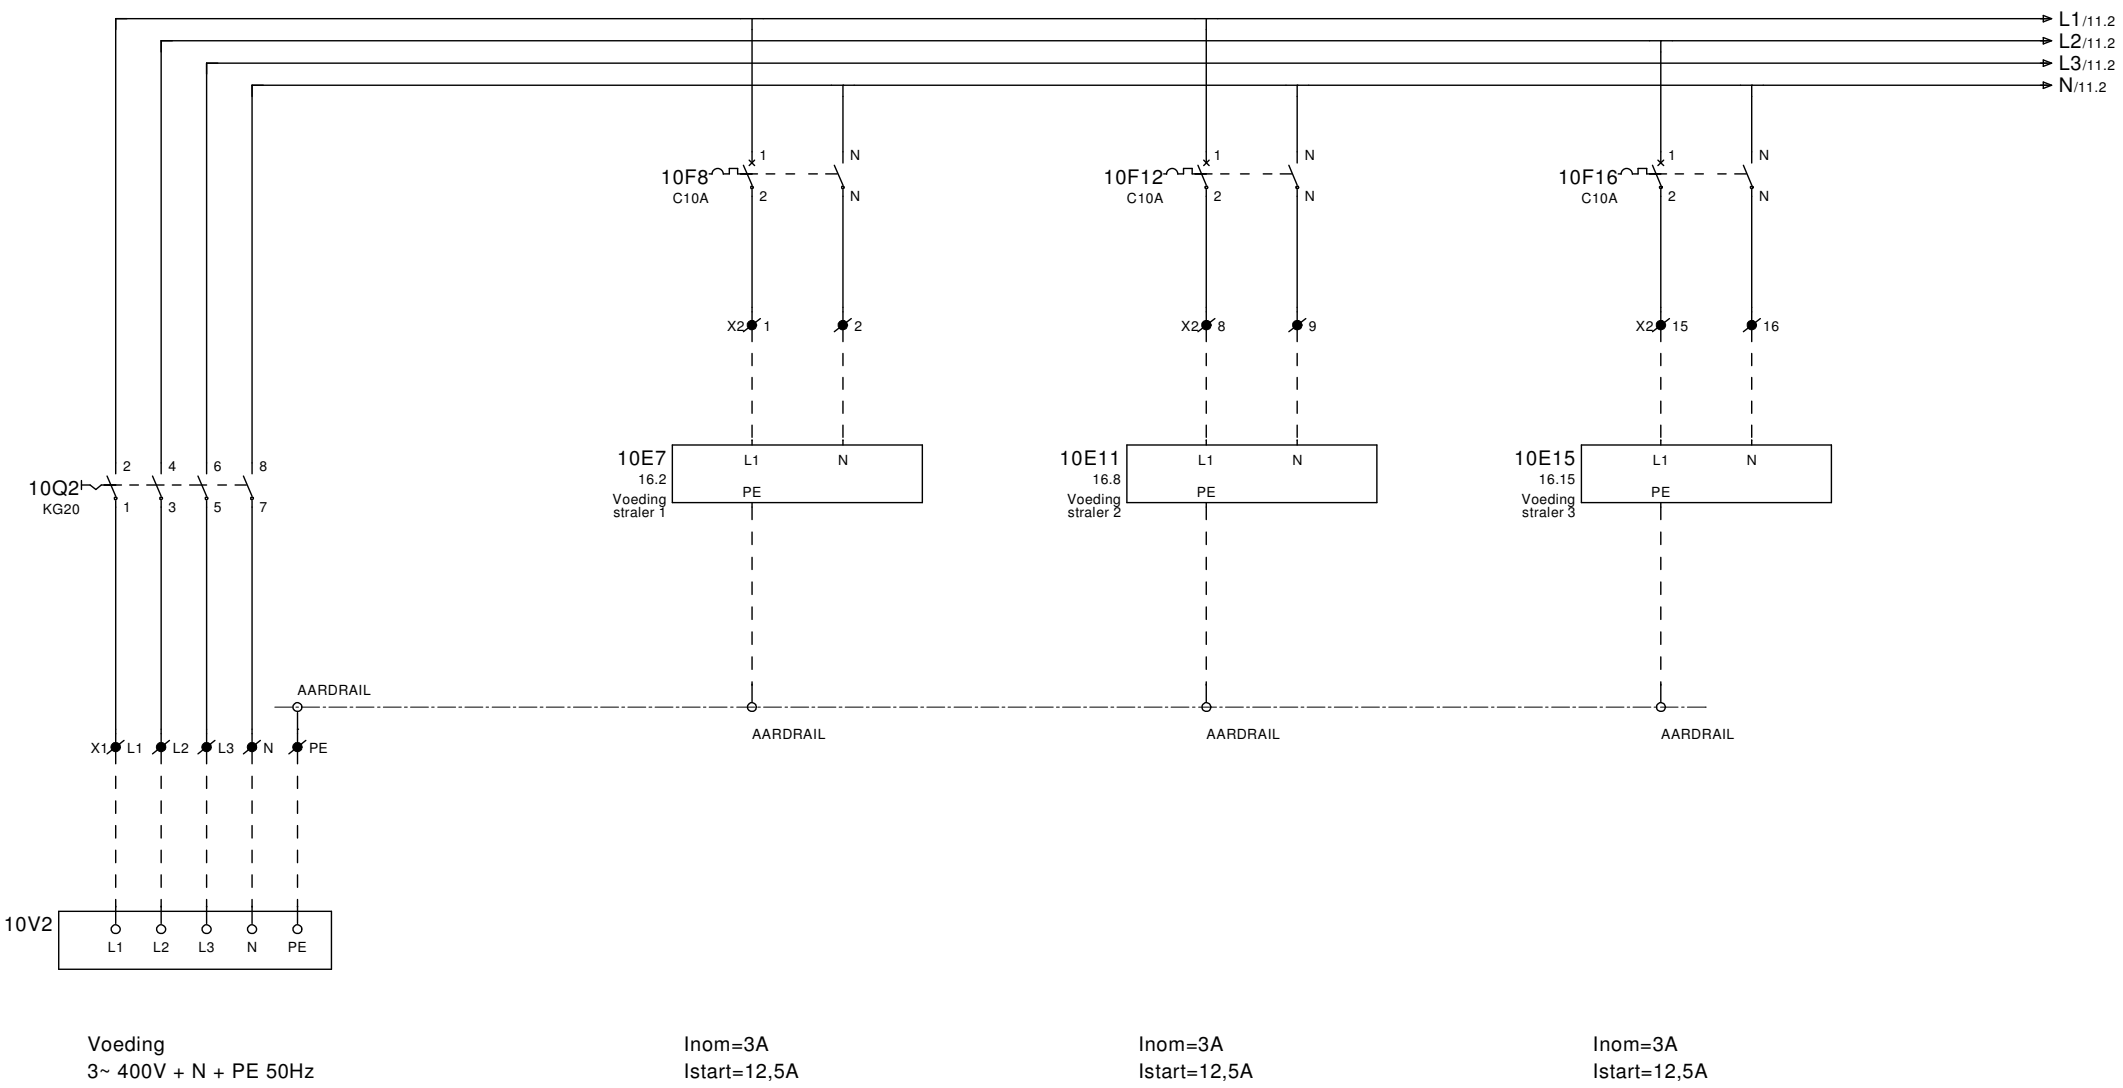 L1/11.2
L2/11.2
L3/11.2
N/11.2
1 N 1 N 1 N
10F8 10F12 10F16
C10A 2 N C10A 2 N C10A 2 N
X2 1 2 X2 8 9 X2 15 16
10E7 L1 N 10E11 L1 N 10E15 L1 N
2 4 6 8
16.2 16.8 16.15
10Q2
PE PE PE
Voeding Voeding Voeding
KG20 1 3 5 7
straler 1 straler 2 straler 3
AARDRAIL
AARDRAIL AARDRAIL AARDRAIL
X1 L1 L2 L3 N PE
10V2
L1 L2 L3 N PE
Voeding Inom=3A Inom=3A Inom=3A
3~ 400V + N + PE 50Hz Istart=12,5A Istart=12,5A Istart=12,5A